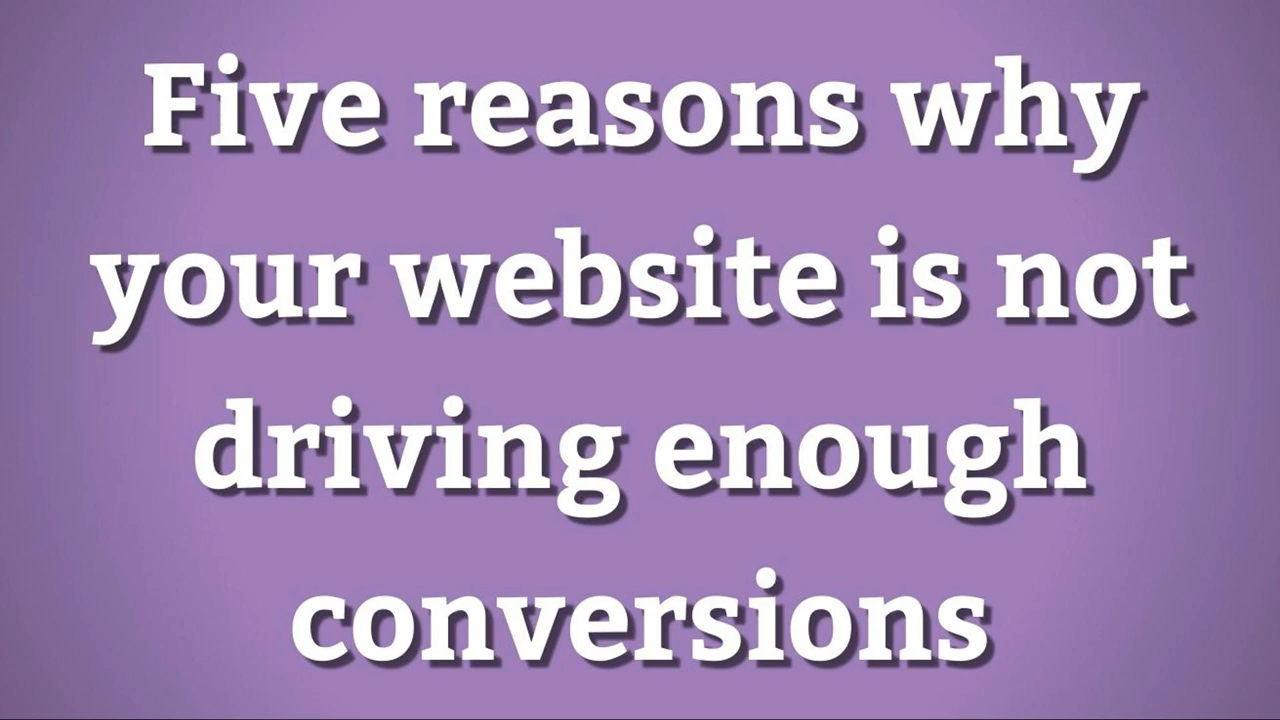 Five reasons why
your website is not
driving enough
conversions